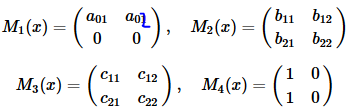 M₁(x) = ( a₀₁ a₀₂ ; 0 0 ), M₂(x) = ( b₁₁ b₁₂ ; b₂₁ b₂₂ )
M₃(x) = ( c₁₁ c₁₂ ; c₂₁ c₂₂ ), M₄(x) = ( 1 0 ; 1 0 )